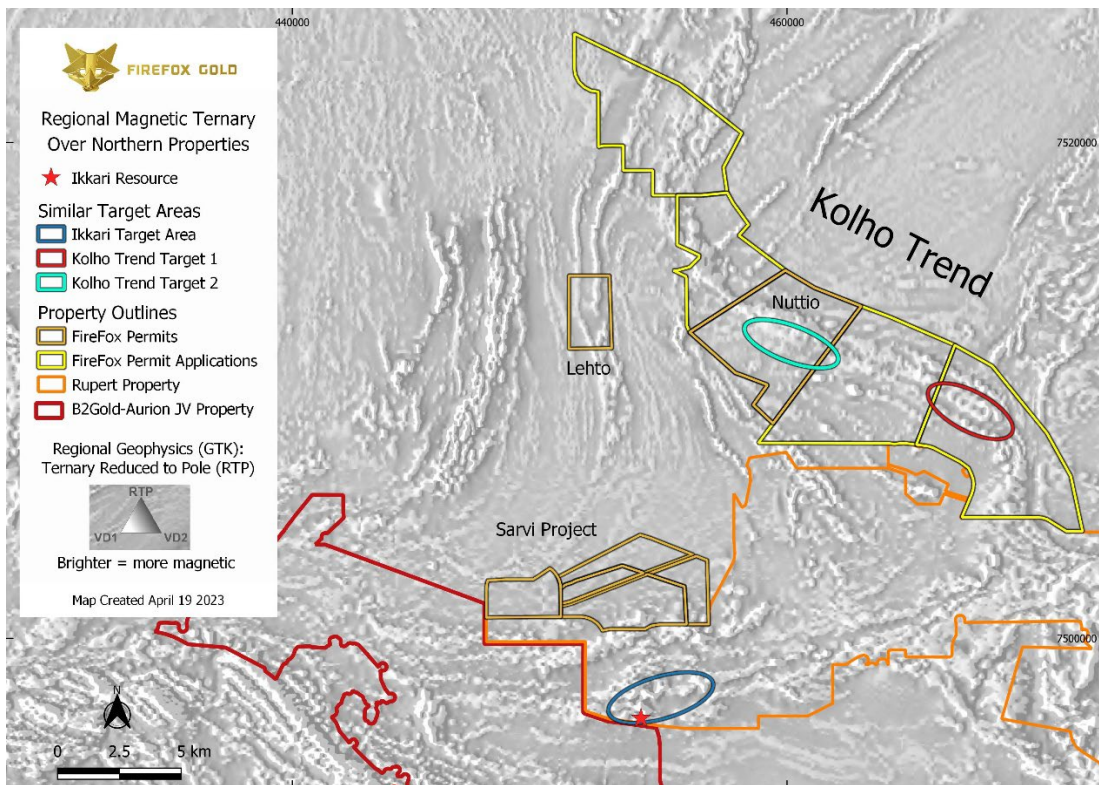 440000
460000
FIREFOX GOLD
Regional Magnetic Ternary
Over Northern Properties
Ikkari Resource
Similar Target Areas
Ikkari Target Area
Kolho Trend Target 1
Kolho Trend Target 2
Property Outlines
FireFox Permits
FireFox Permit Applications
Rupert Property
B2Gold-Aurion JV Property
Regional Geophysics (GTK):
Ternary Reduced to Pole (RTP)
RTP
VD1
VD2
Brighter = more magnetic
Map Created April 19 2023
7520000
Kolho Trend
Nuttio
Lehto
Sarvi Project
7500000
N
0 2.5 5 km